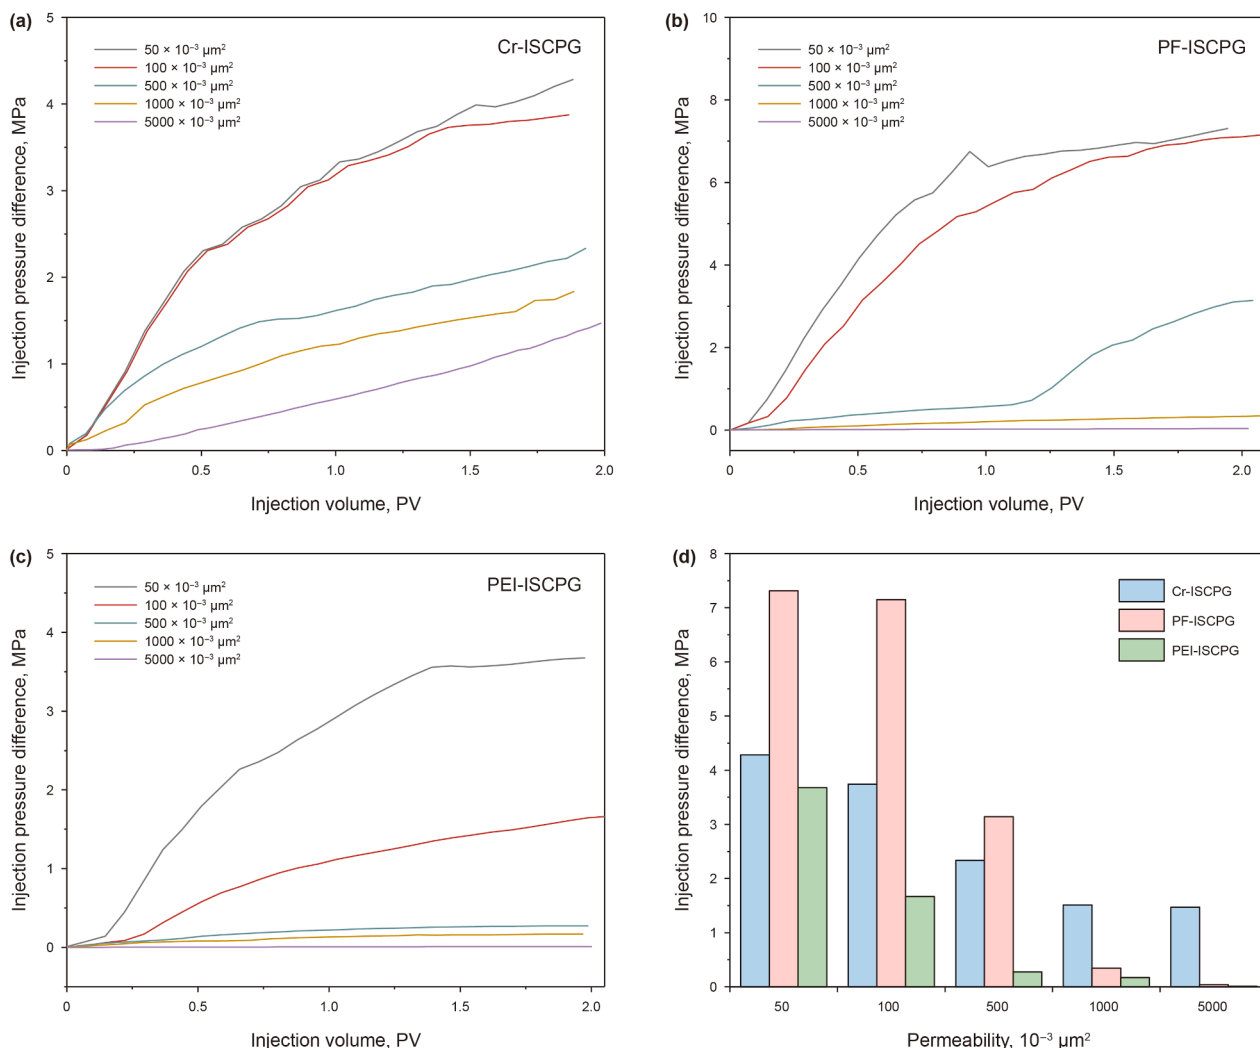 (a)
Cr-ISCPG
50 × 10⁻³ μm²
100 × 10⁻³ μm²
500 × 10⁻³ μm²
1000 × 10⁻³ μm²
5000 × 10⁻³ μm²
Injection pressure difference, MPa
5
4
3
2
1
0
0 0.5 1.0 1.5 2.0
Injection volume, PV
(b)
PF-ISCPG
50 × 10⁻³ μm²
100 × 10⁻³ μm²
500 × 10⁻³ μm²
1000 × 10⁻³ μm²
5000 × 10⁻³ μm²
Injection pressure difference, MPa
10
8
6
4
2
0
0 0.5 1.0 1.5 2.0
Injection volume, PV
(c)
PEI-ISCPG
50 × 10⁻³ μm²
100 × 10⁻³ μm²
500 × 10⁻³ μm²
1000 × 10⁻³ μm²
5000 × 10⁻³ μm²
Injection pressure difference, MPa
5
4
3
2
1
0
0 0.5 1.0 1.5 2.0
Injection volume, PV
(d)
Cr-ISCPG
PF-ISCPG
PEI-ISCPG
Injection pressure difference, MPa
8
7
6
5
4
3
2
1
0
50 100 500 1000 5000
Permeability, 10⁻³ μm²